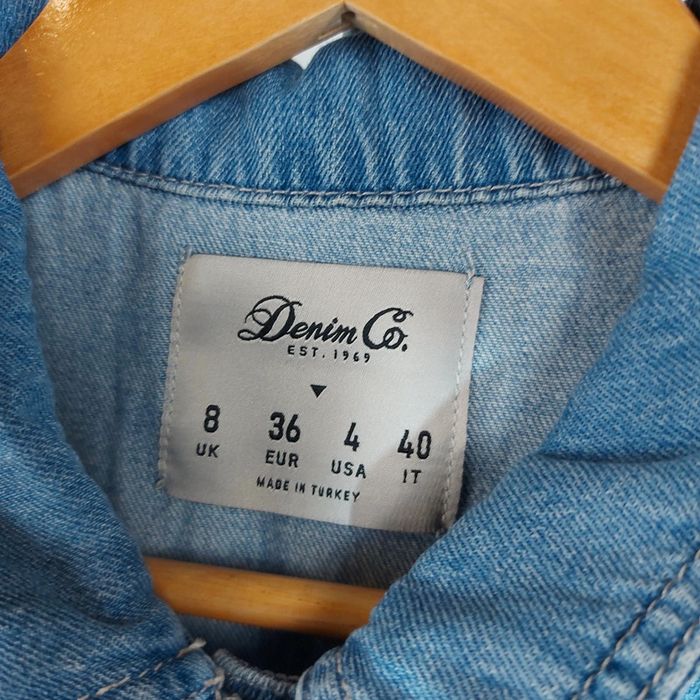 Denim Co.
EST. 1969
8 36 4 40
UK EUR USA IT
MADE IN TURKEY